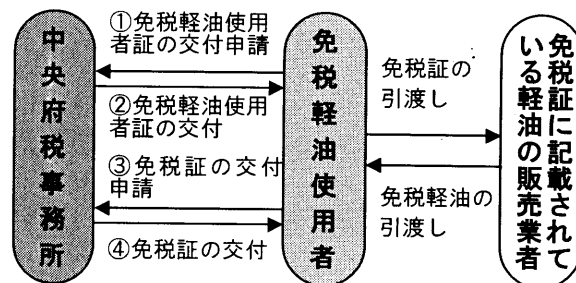 中央府税事務所
①免税軽油使用
者証の交付申請
②免税軽油使用
者証の交付
③免税証の交付
申請
④免税証の交付
免税軽油使用者
免税証の
引渡し
免税軽油の
引渡し
免税証に記載されて
いる軽油の販売業者